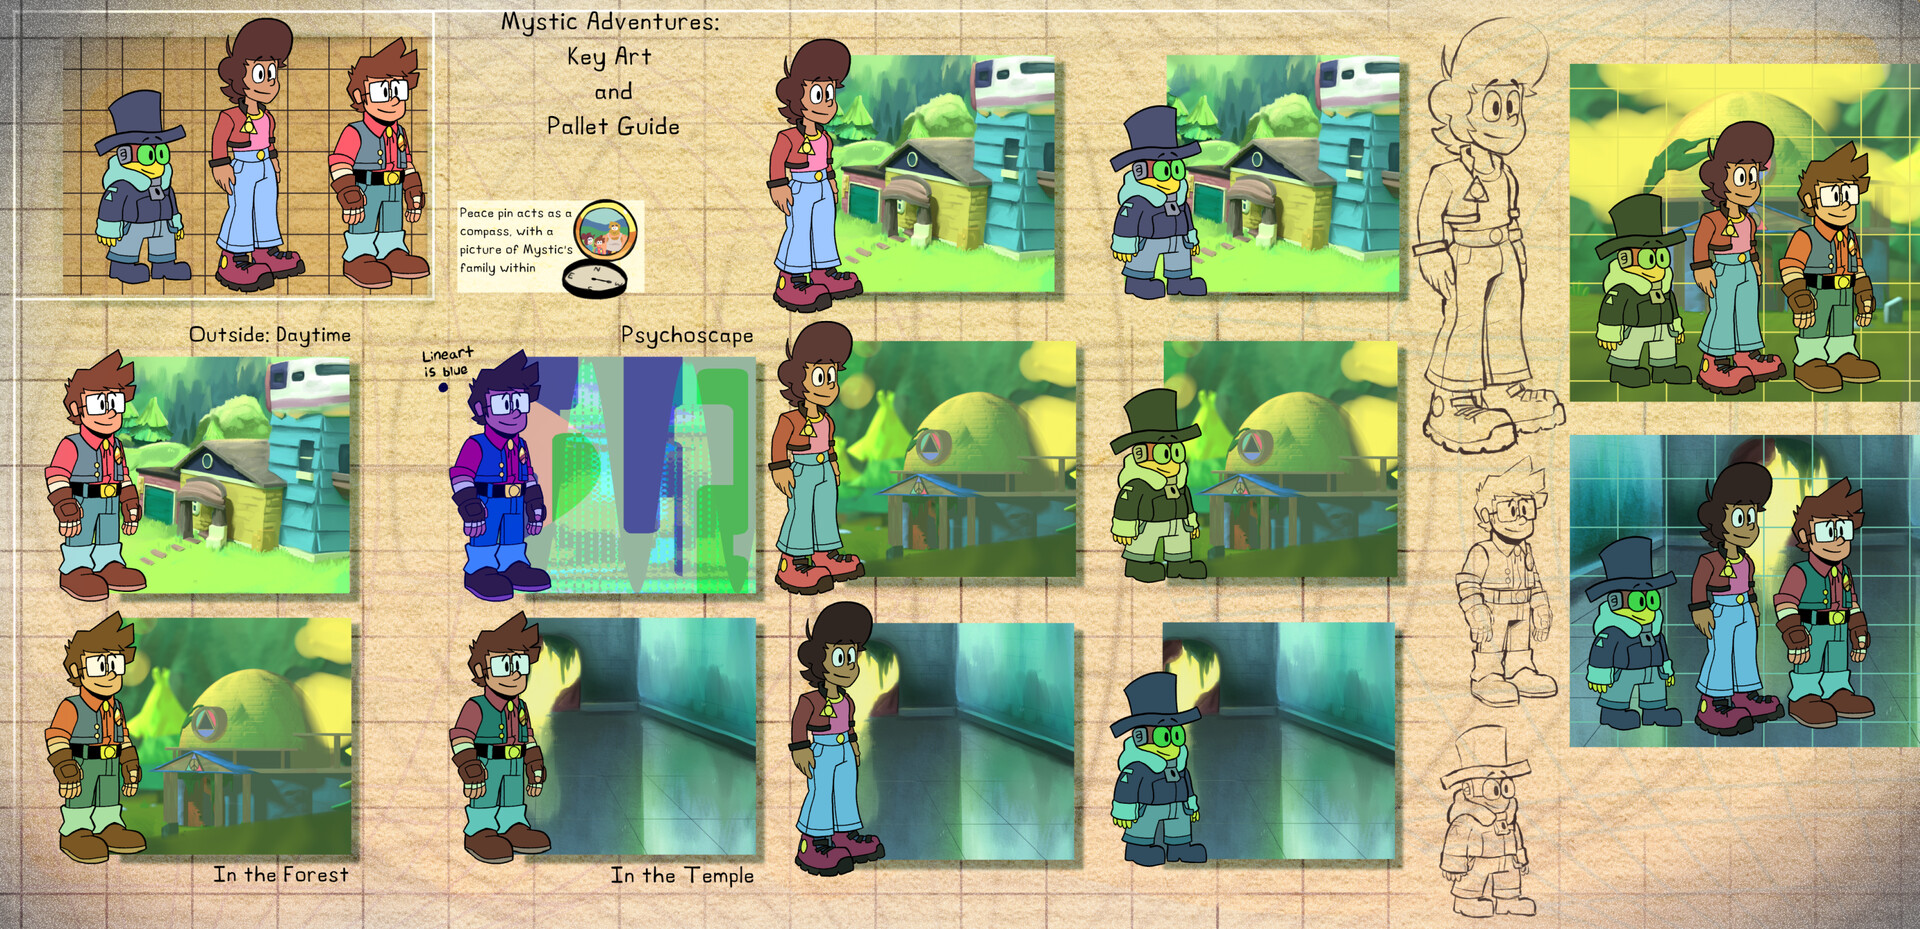 Mystic Adventures:
Key Art
and
Pallet Guide
Peace pin acts as a
compass, with a
picture of Mystic's
family within
N
E
Outside: Daytime
Lineart
is blue
Psychoscape
In the Forest
In the Temple